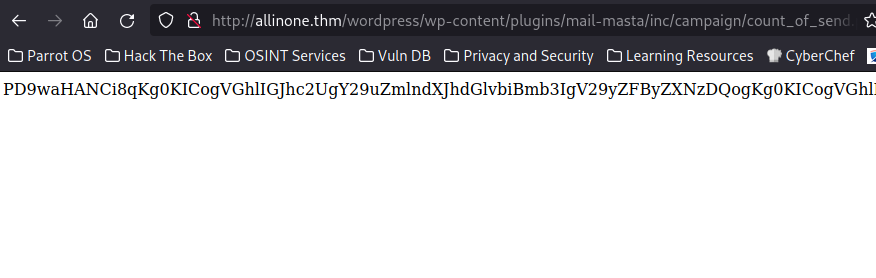 http://allinone.thm/wordpress/wp-content/plugins/mail-masta/inc/campaign/count_of_send
Parrot OS Hack The Box OSINT Services Vuln DB Privacy and Security Learning Resources CyberChef
PD9waHANCi8qKg0KICogVGhlIGJhc2UgY29uZmlndXJhdGlvbiBmb3IgV29yZFByZXNzDQogKg0KICogVGhl